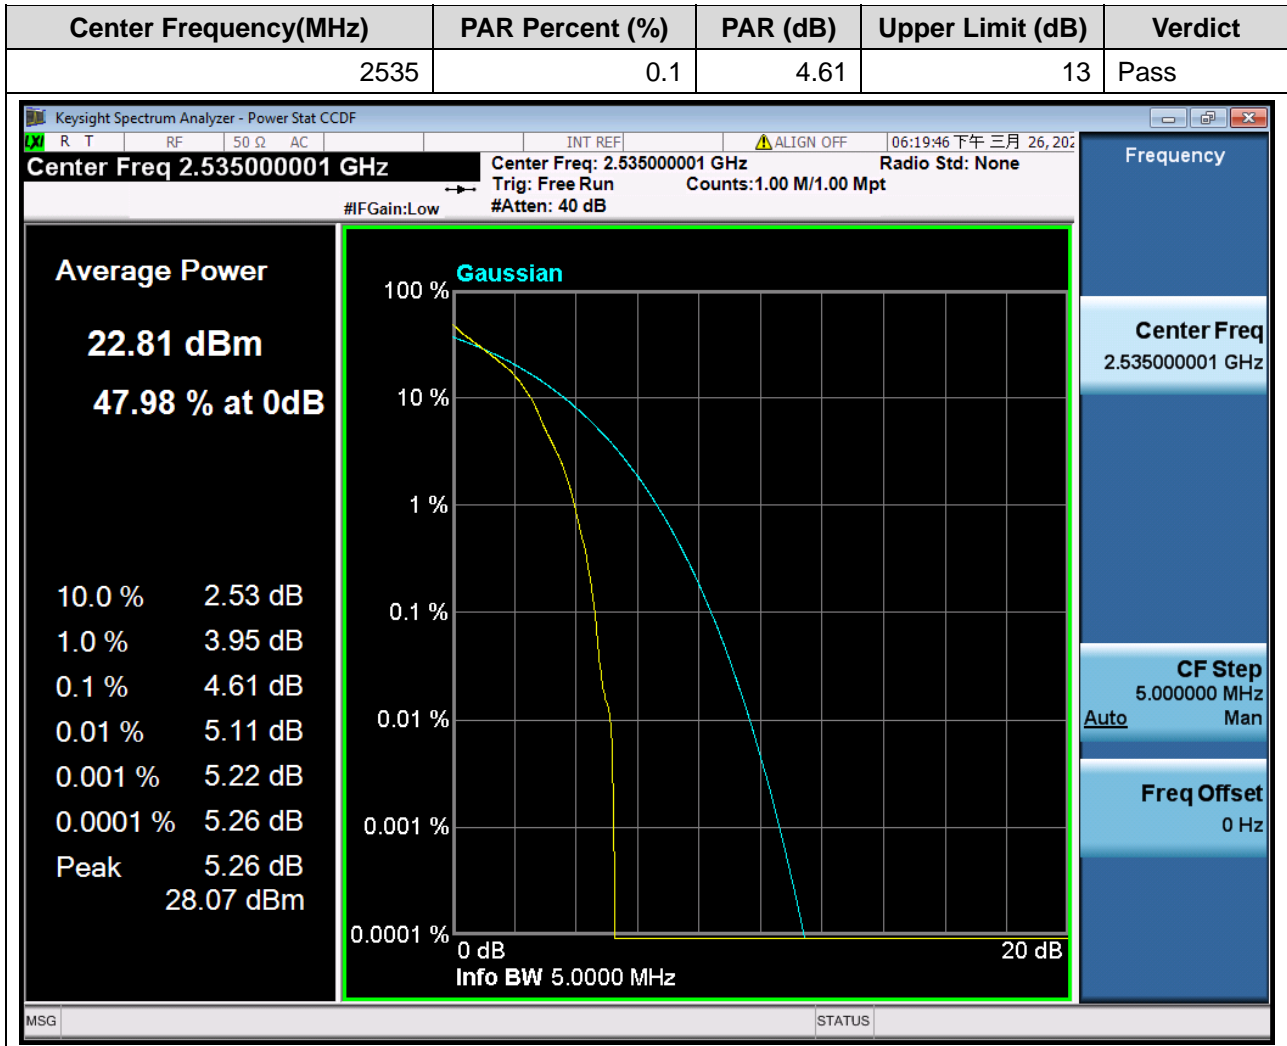 Center Frequency(MHz) PAR Percent (%) PAR (dB) Upper Limit (dB) Verdict
2535 0.1 4.61 13 Pass
Keysight Spectrum Analyzer - Power Stat CCDF
LXI R T RF 50 Ω AC INT REF ALIGN OFF 06:19:46 下午 三月 26, 202
Center Freq 2.535000001 GHz
Center Freq: 2.535000001 GHz Radio Std: None
Trig: Free Run Counts:1.00 M/1.00 Mpt
#IFGain:Low #Atten: 40 dB
Average Power
22.81 dBm
47.98 % at 0dB
10.0 % 2.53 dB
1.0 % 3.95 dB
0.1 % 4.61 dB
0.01 % 5.11 dB
0.001 % 5.22 dB
0.0001 % 5.26 dB
Peak 5.26 dB
28.07 dBm
Gaussian
100 %
10 %
1 %
0.1 %
0.01 %
0.001 %
0.0001 %
0 dB 20 dB
Info BW 5.0000 MHz
Frequency
Center Freq
2.535000001 GHz
CF Step
5.000000 MHz
Auto Man
Freq Offset
0 Hz
MSG STATUS